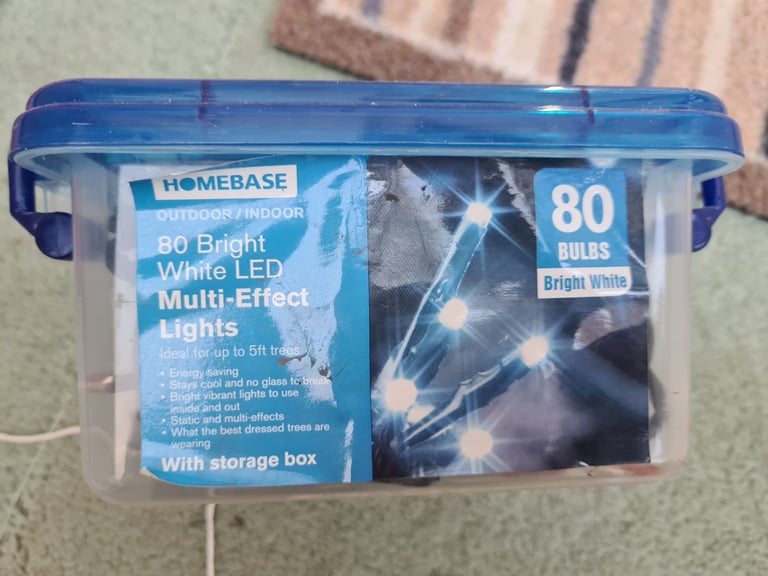 HOMEBASE
OUTDOOR / INDOOR
80 Bright
White LED
Multi-Effect
Lights
Ideal for up to 5ft trees
• Energy saving
• Stays cool and no glass to break
• Bright vibrant lights to use
inside and out
• Static and multi-effects
• What the best dressed trees are
wearing
With storage box
80
BULBS
Bright White